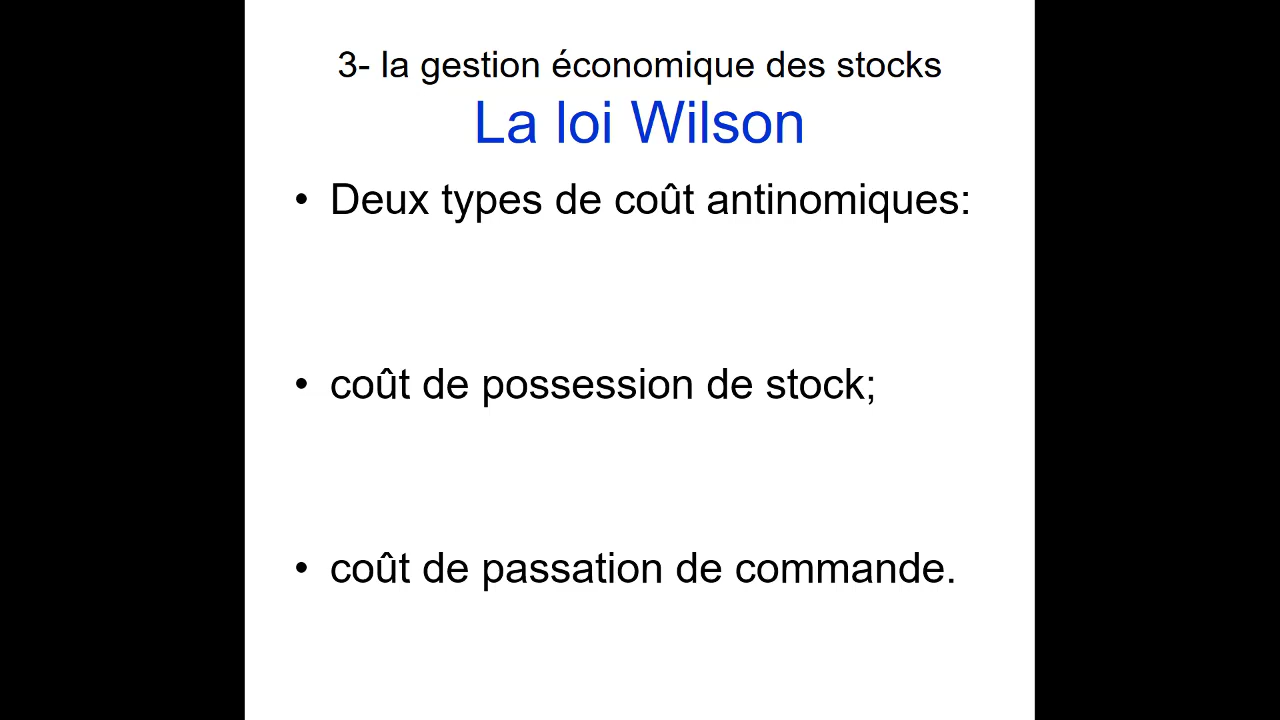 3- la gestion économique des stocks
La loi Wilson
• Deux types de coût antinomiques:
• coût de possession de stock;
• coût de passation de commande.